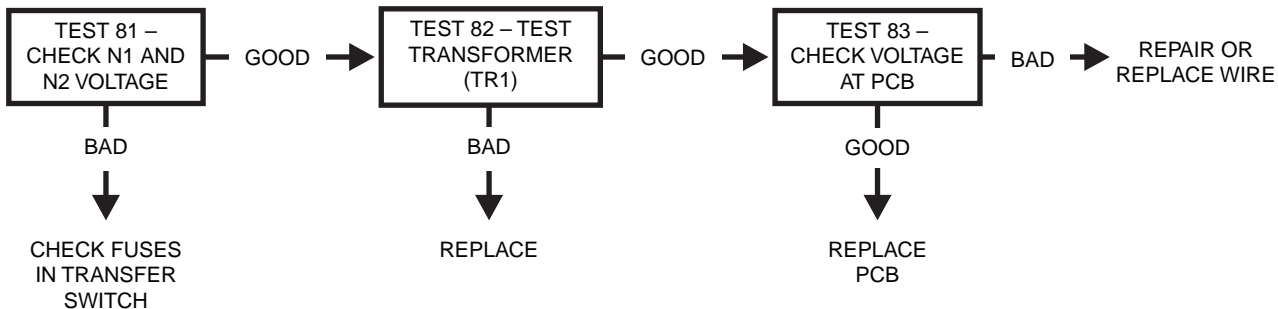 TEST 81 –
CHECK N1 AND
N2 VOLTAGE
GOOD
TEST 82 – TEST
TRANSFORMER
(TR1)
GOOD
TEST 83 –
CHECK VOLTAGE
AT PCB
BAD
REPAIR OR
REPLACE WIRE
BAD
BAD
GOOD
CHECK FUSES
IN TRANSFER
SWITCH
REPLACE
REPLACE
PCB